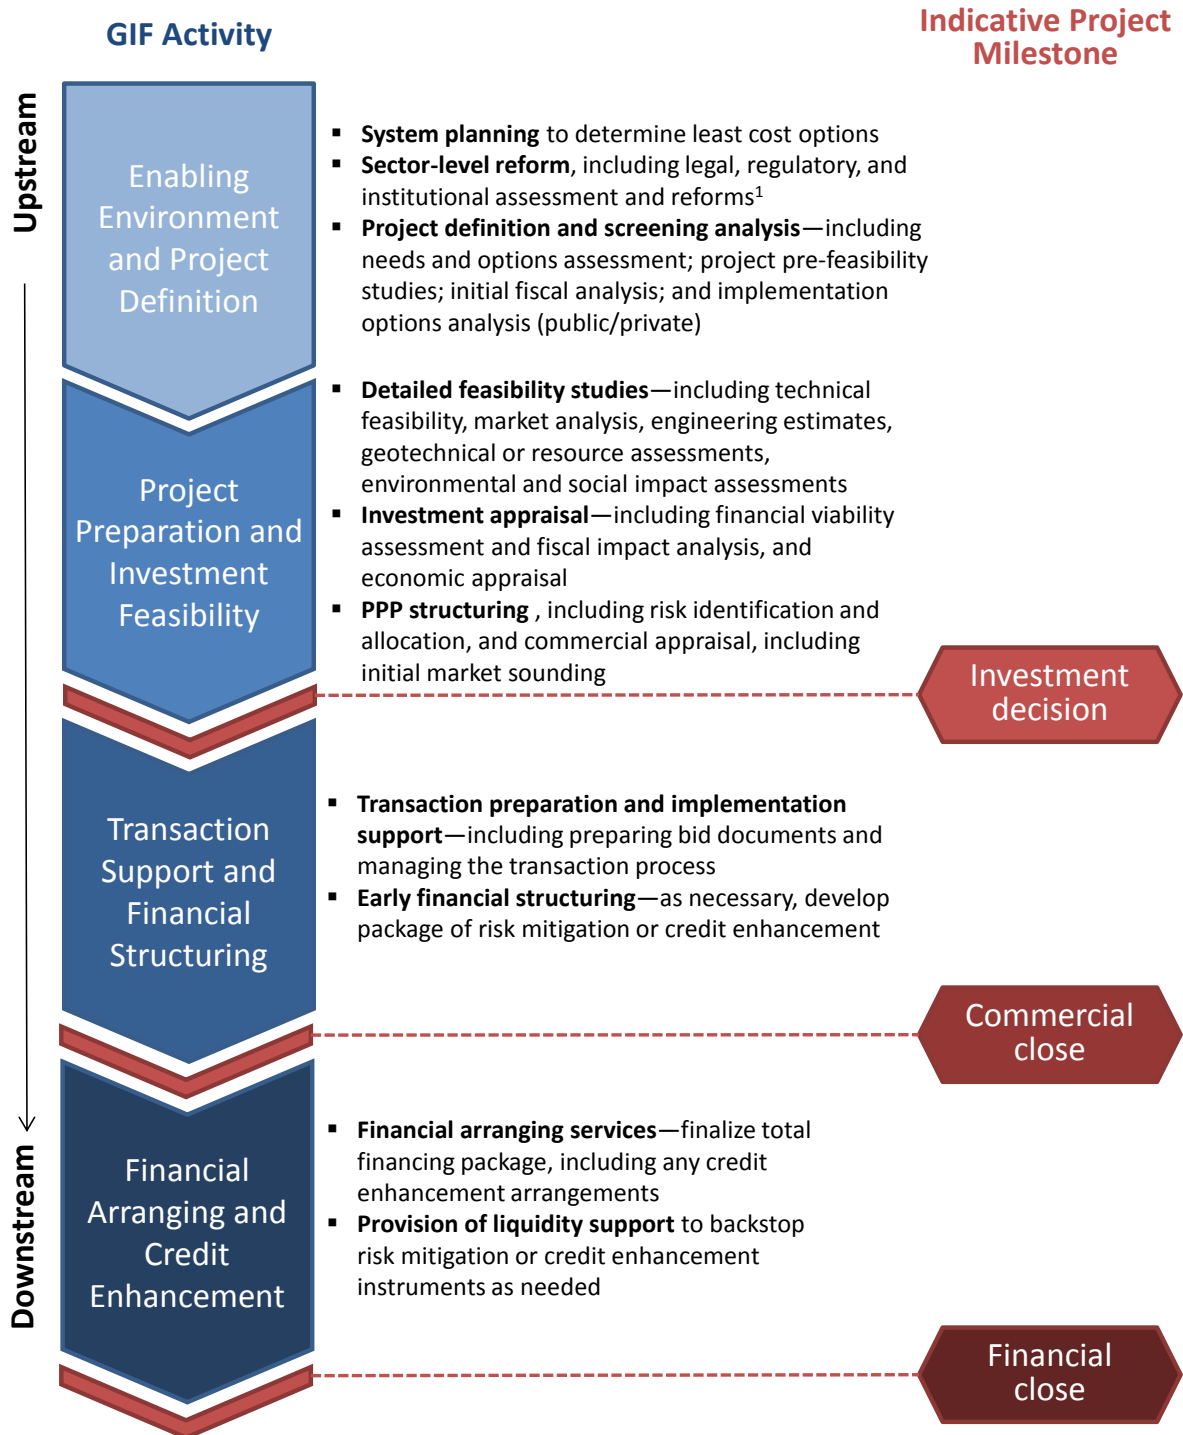 GIF Activity
Indicative Project
Milestone
Upstream
Enabling
Environment
and Project
Definition
▪ System planning to determine least cost options
▪ Sector-level reform, including legal, regulatory, and
institutional assessment and reforms¹
▪ Project definition and screening analysis—including
needs and options assessment; project pre-feasibility
studies; initial fiscal analysis; and implementation
options analysis (public/private)
Project
Preparation and
Investment
Feasibility
▪ Detailed feasibility studies—including technical
feasibility, market analysis, engineering estimates,
geotechnical or resource assessments,
environmental and social impact assessments
▪ Investment appraisal—including financial viability
assessment and fiscal impact analysis, and
economic appraisal
▪ PPP structuring , including risk identification and
allocation, and commercial appraisal, including
initial market sounding
Investment
decision
Transaction
Support and
Financial
Structuring
▪ Transaction preparation and implementation
support—including preparing bid documents and
managing the transaction process
▪ Early financial structuring—as necessary, develop
package of risk mitigation or credit enhancement
Commercial
close
Downstream
Financial
Arranging and
Credit
Enhancement
▪ Financial arranging services—finalize total
financing package, including any credit
enhancement arrangements
▪ Provision of liquidity support to backstop
risk mitigation or credit enhancement
instruments as needed
Financial
close